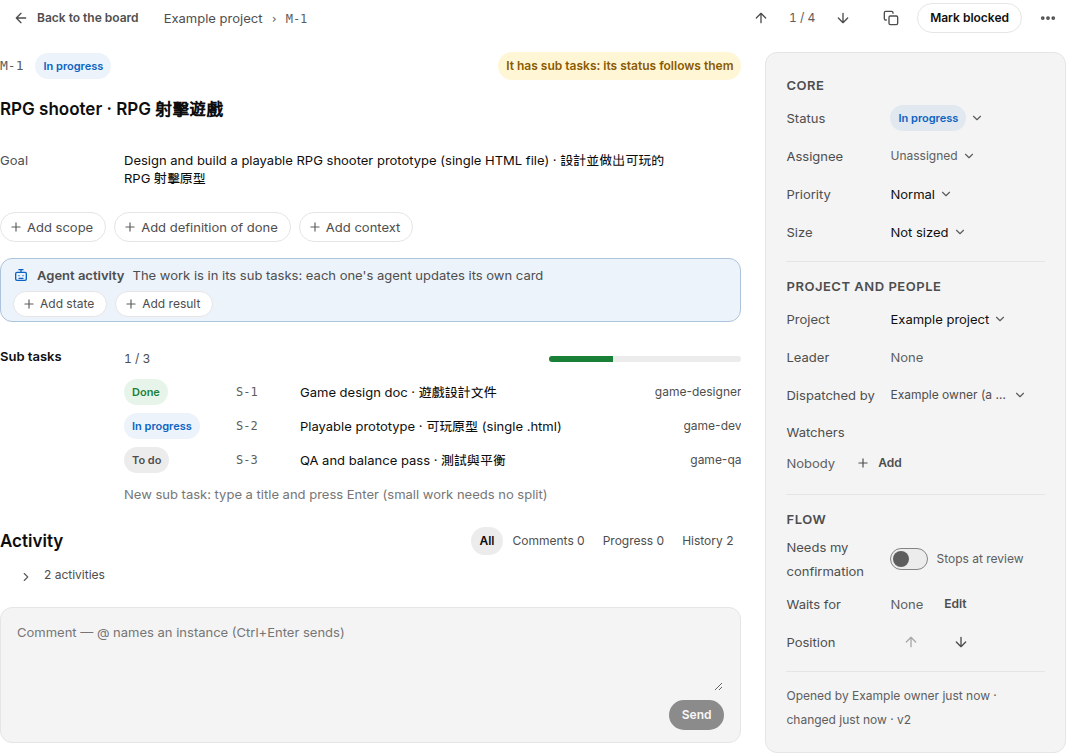 Back to the board
Example project › M-1
1 / 4
Mark blocked
M-1 In progress
It has sub tasks: its status follows them
RPG shooter · RPG 射擊遊戲
Goal
Design and build a playable RPG shooter prototype (single HTML file) · 設計並做出可玩的
RPG 射擊原型
Add scope
Add definition of done
Add context
Agent activity The work is in its sub tasks: each one's agent updates its own card
Add state
Add result
Sub tasks
1 / 3
Done S-1 Game design doc · 遊戲設計文件 game-designer
In progress S-2 Playable prototype · 可玩原型 (single .html) game-dev
To do S-3 QA and balance pass · 測試與平衡 game-qa
New sub task: type a title and press Enter (small work needs no split)
Activity
All Comments 0 Progress 0 History 2
2 activities
Comment — @ names an instance (Ctrl+Enter sends)
Send
CORE
Status In progress
Assignee Unassigned
Priority Normal
Size Not sized
PROJECT AND PEOPLE
Project Example project
Leader None
Dispatched by Example owner (a ...
Watchers
Nobody Add
FLOW
Needs my
confirmation
Stops at review
Waits for None Edit
Position
Opened by Example owner just now ·
changed just now · v2